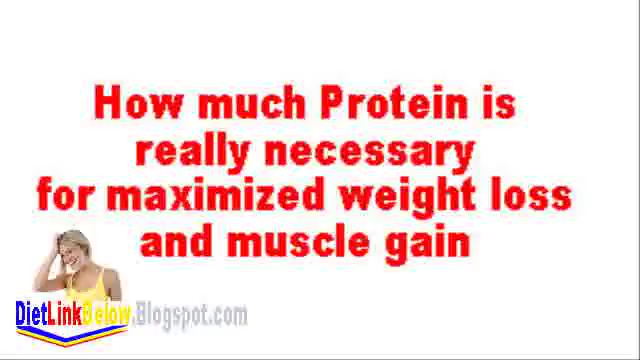 How much Protein is
really necessary
for maximized weight loss
and muscle gain
DietLinkBelow.Blogspot.com